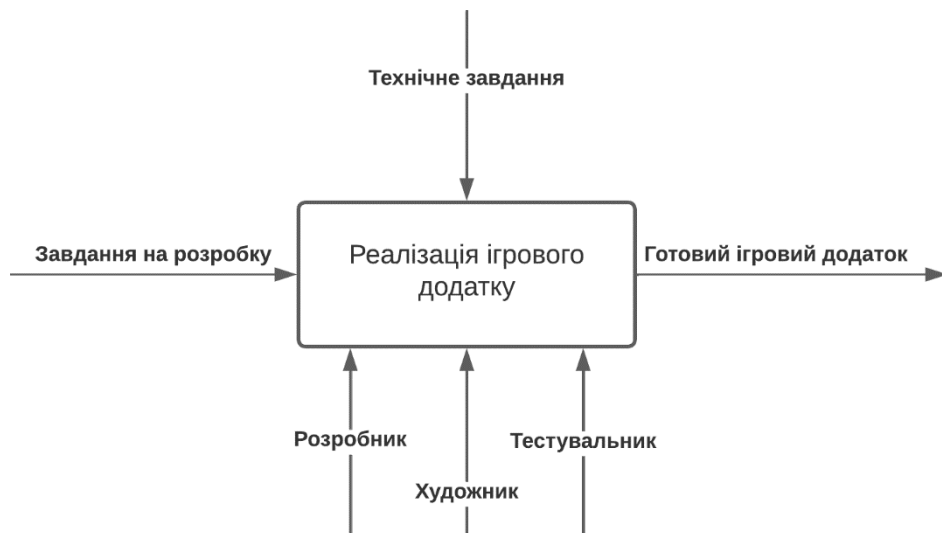 Технічне завдання
Завдання на розробку
Реалізація ігрового
додатку
Готовий ігровий додаток
Розробник
Тестувальник
Художник